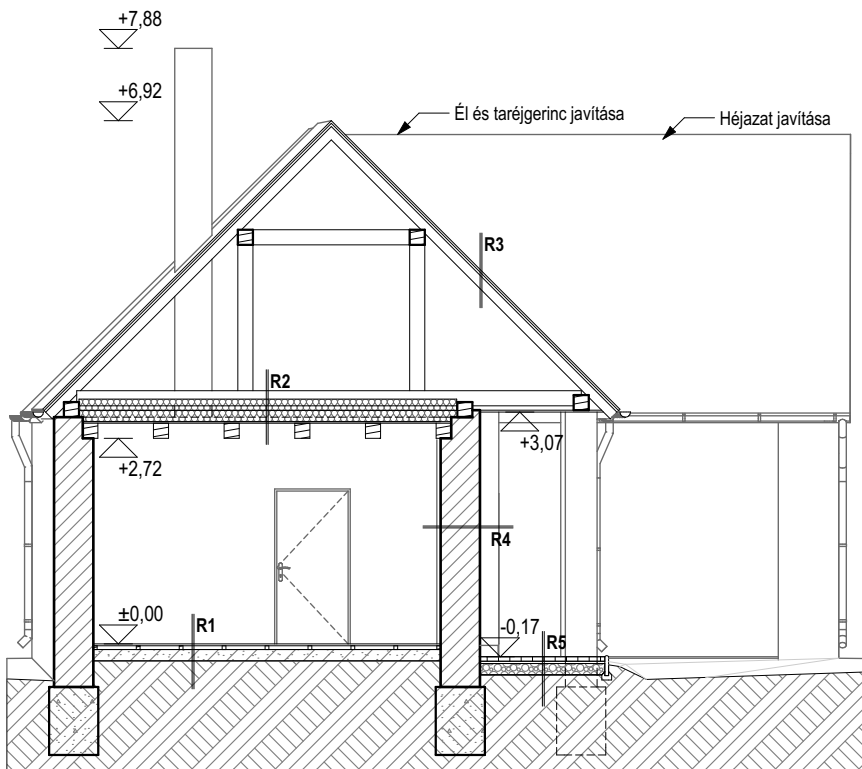 +7,88
+6,92
Él és taréjgerinc javítása
Héjazat javítása
R3
R2
+3,07
+2,72
R4
±0,00
R1
-0,17
R5